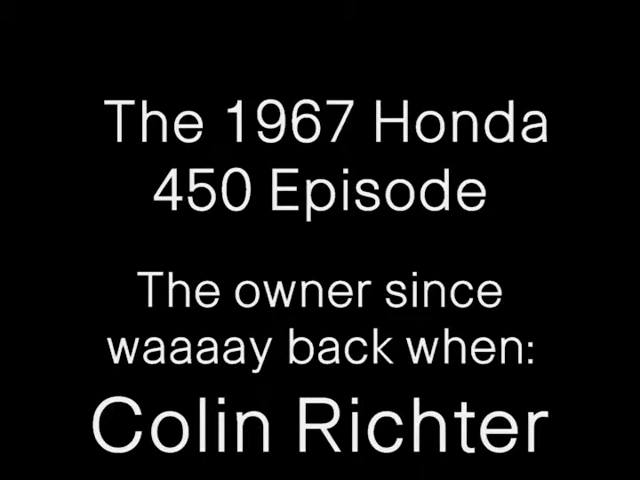 The 1967 Honda
450 Episode
The owner since
waaaay back when:
Colin Richter